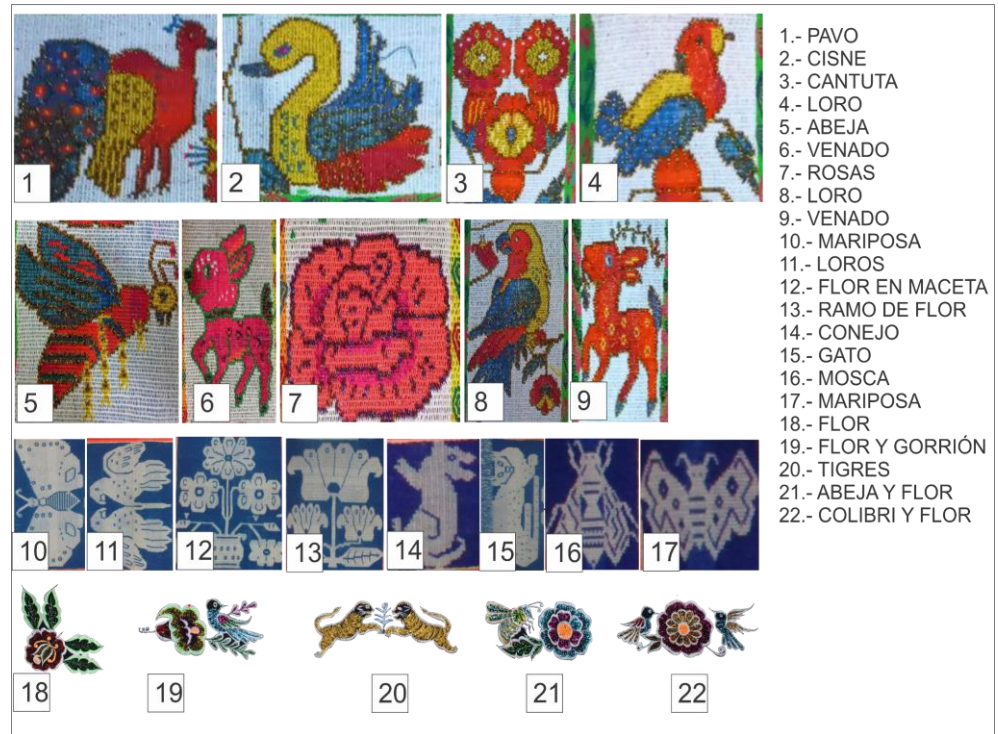 1
2
3
4
5
6
7
8
9
10
11
12
13
14
15
16
17
18
19
20
21
22
1.- PAVO
2.- CISNE
3.- CANTUTA
4.- LORO
5.- ABEJA
6.- VENADO
7.- ROSAS
8.- LORO
9.- VENADO
10.- MARIPOSA
11.- LOROS
12.- FLOR EN MACETA
13.- RAMO DE FLOR
14.- CONEJO
15.- GATO
16.- MOSCA
17.- MARIPOSA
18.- FLOR
19.- FLOR Y GORRIÓN
20.- TIGRES
21.- ABEJA Y FLOR
22.- COLIBRI Y FLOR